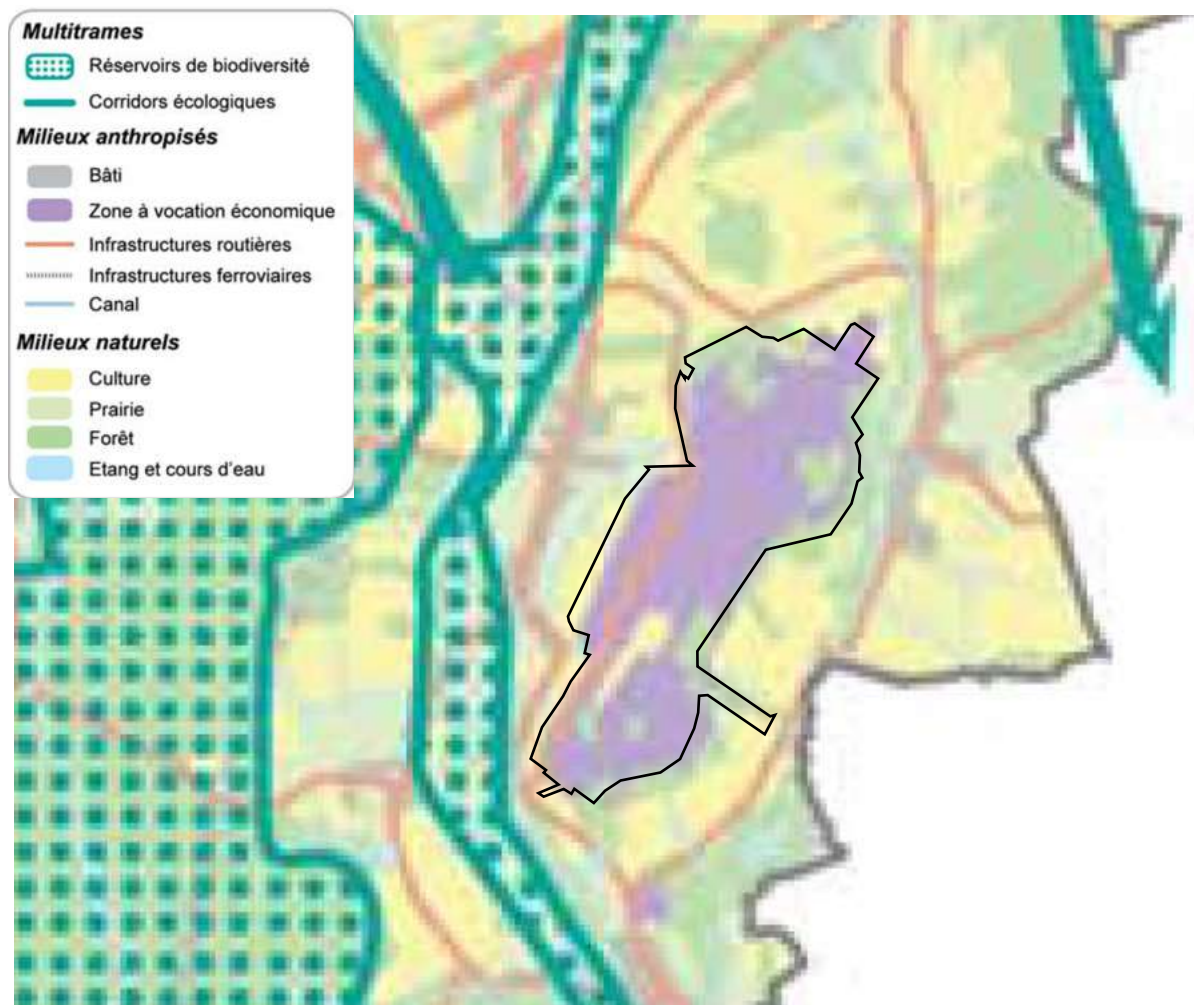 Multitrames
Réservoirs de biodiversité
Corridors écologiques
Milieux anthropisés
Bâti
Zone à vocation économique
Infrastructures routières
Infrastructures ferroviaires
Canal
Milieux naturels
Culture
Prairie
Forêt
Etang et cours d'eau